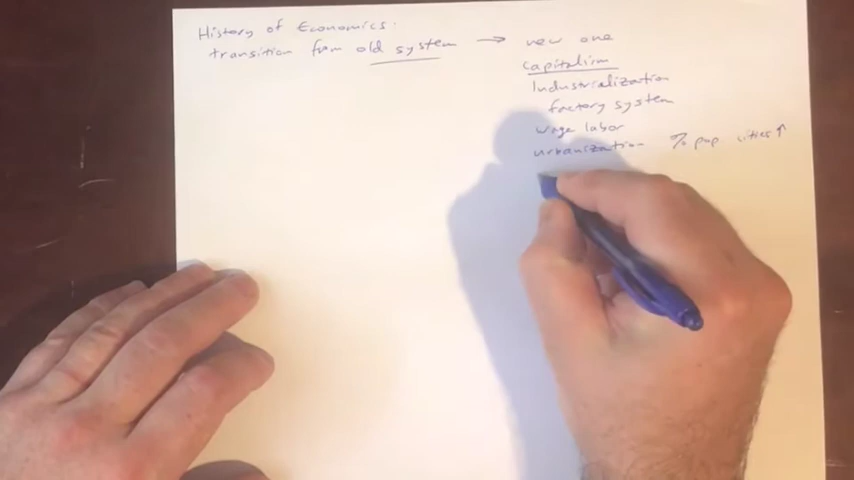 History of Economics:
transition from old system → new one
capitalism
Industrialization
factory system
wage labor
urbanization % pop cities ↑